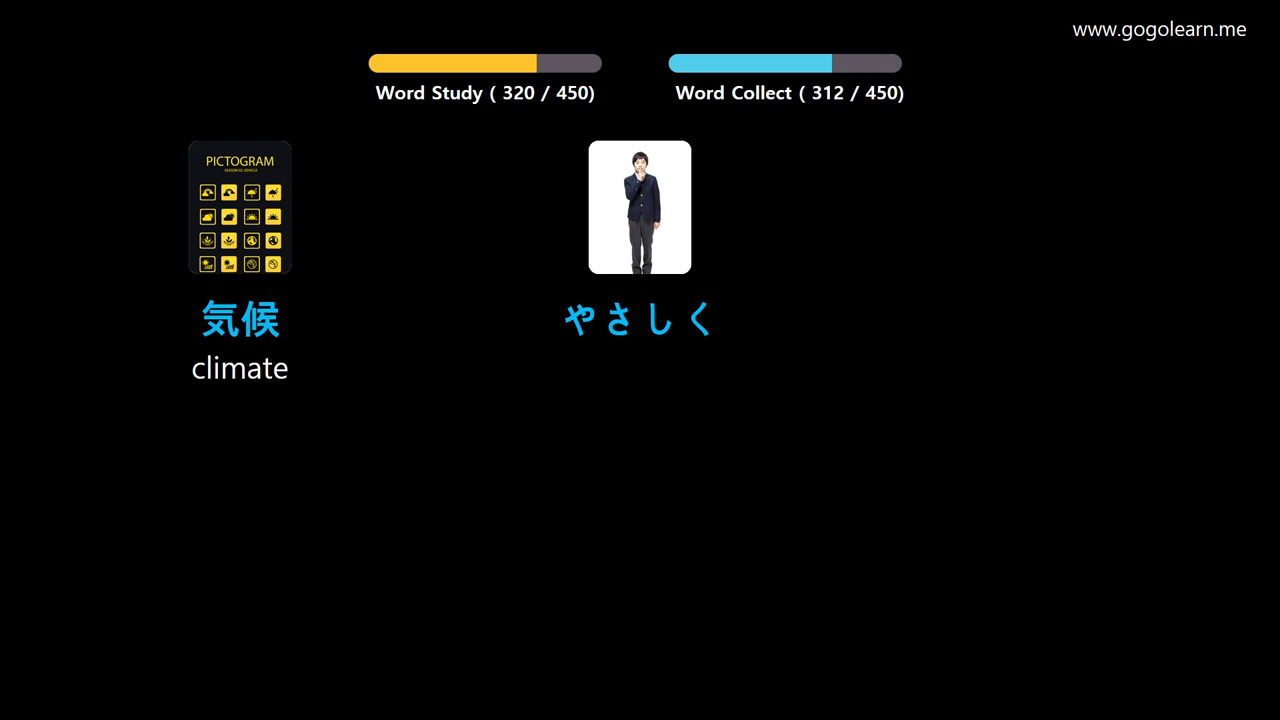 www.gogolearn.me
Word Study ( 320 / 450)
Word Collect ( 312 / 450)
PICTOGRAM
気候
climate
やさしく